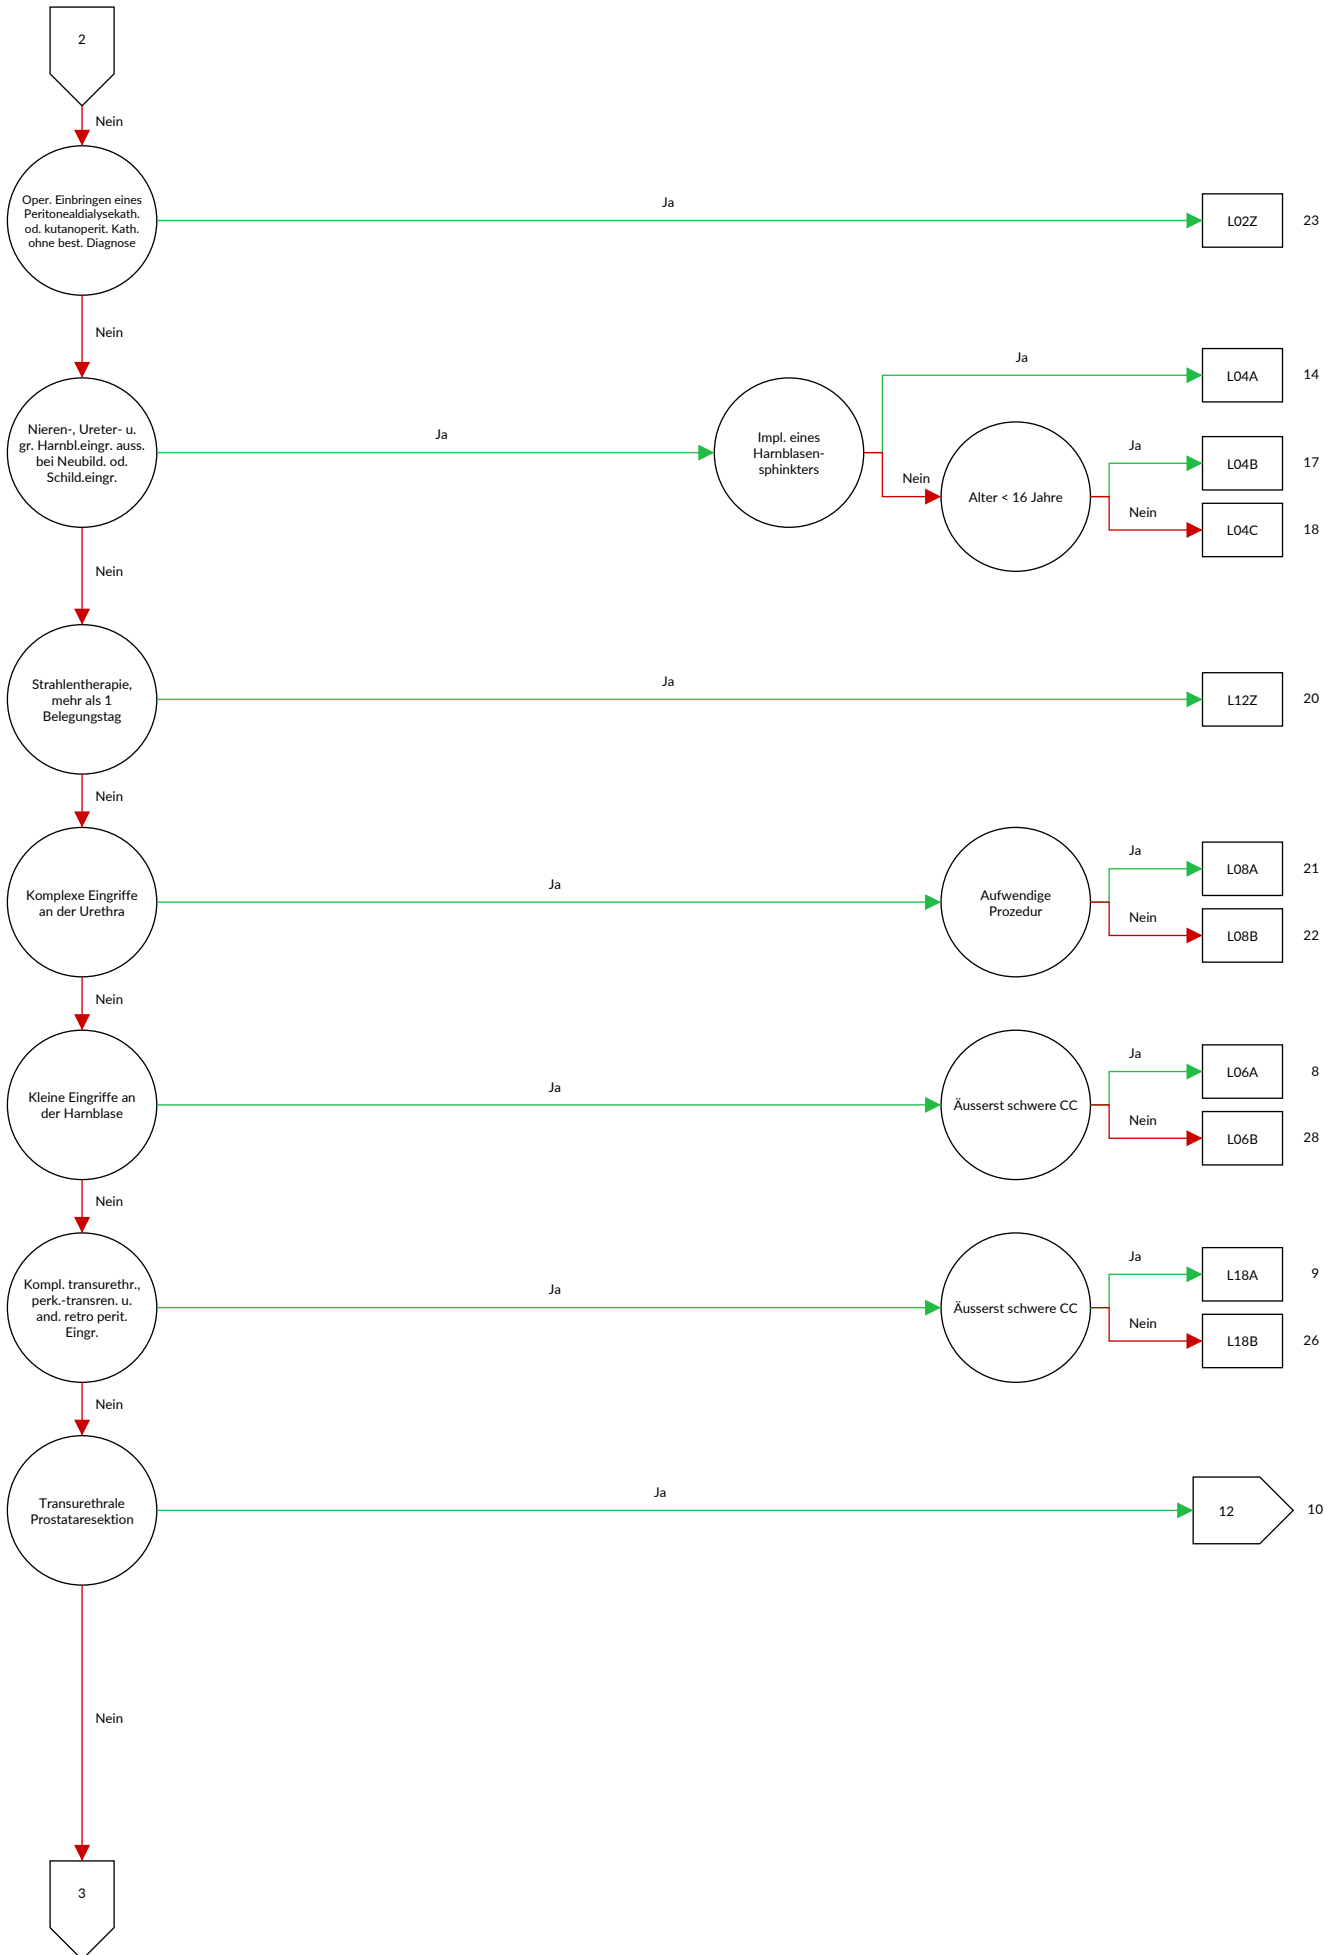 2
Nein
Oper. Einbringen eines
Peritonealdialysekath.
od. kutanoperit. Kath.
ohne best. Diagnose
Ja
L02Z
23
Nein
Nieren-, Ureter- u.
gr. Harnbl.eingr. auss.
bei Neubild. od.
Schild.eingr.
Ja
Impl. eines
Harnblasen-
sphinkters
Ja
L04A
14
Nein
Alter < 16 Jahre
Ja
L04B
17
Nein
L04C
18
Nein
Strahlentherapie,
mehr als 1
Belegungstag
Ja
L12Z
20
Nein
Komplexe Eingriffe
an der Urethra
Ja
Aufwendige
Prozedur
Ja
L08A
21
Nein
L08B
22
Nein
Kleine Eingriffe an
der Harnblase
Ja
Äusserst schwere CC
Ja
L06A
8
Nein
L06B
28
Nein
Kompl. transurethr.,
perk.-transren. u.
and. retro perit.
Eingr.
Ja
Äusserst schwere CC
Ja
L18A
9
Nein
L18B
26
Nein
Transurethrale
Prostataresektion
Ja
12
10
Nein
3